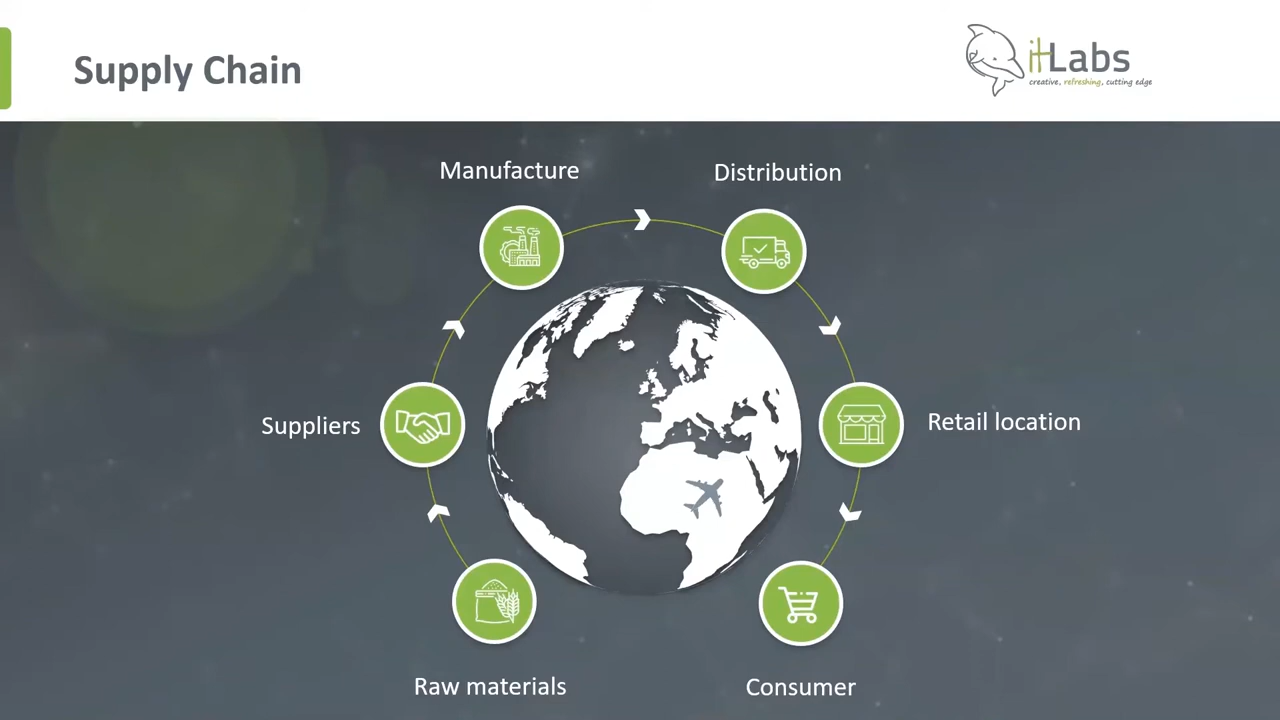 Supply Chain
itLabs
creative, refreshing, cutting edge
Manufacture
Distribution
Suppliers
Retail location
Raw materials
Consumer